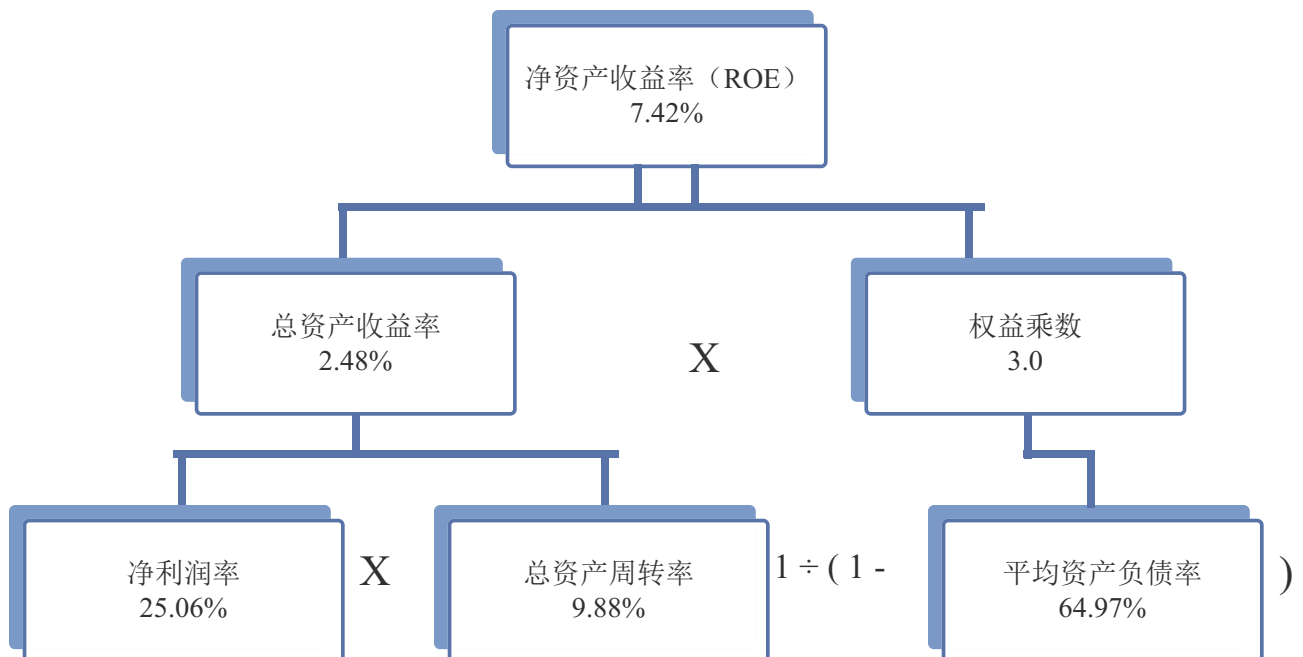 净资产收益率（ROE）
7.42%
总资产收益率
2.48%
X
权益乘数
3.0
净利润率
25.06%
X
总资产周转率
9.88%
1 ÷ ( 1 -
平均资产负债率
64.97%
)